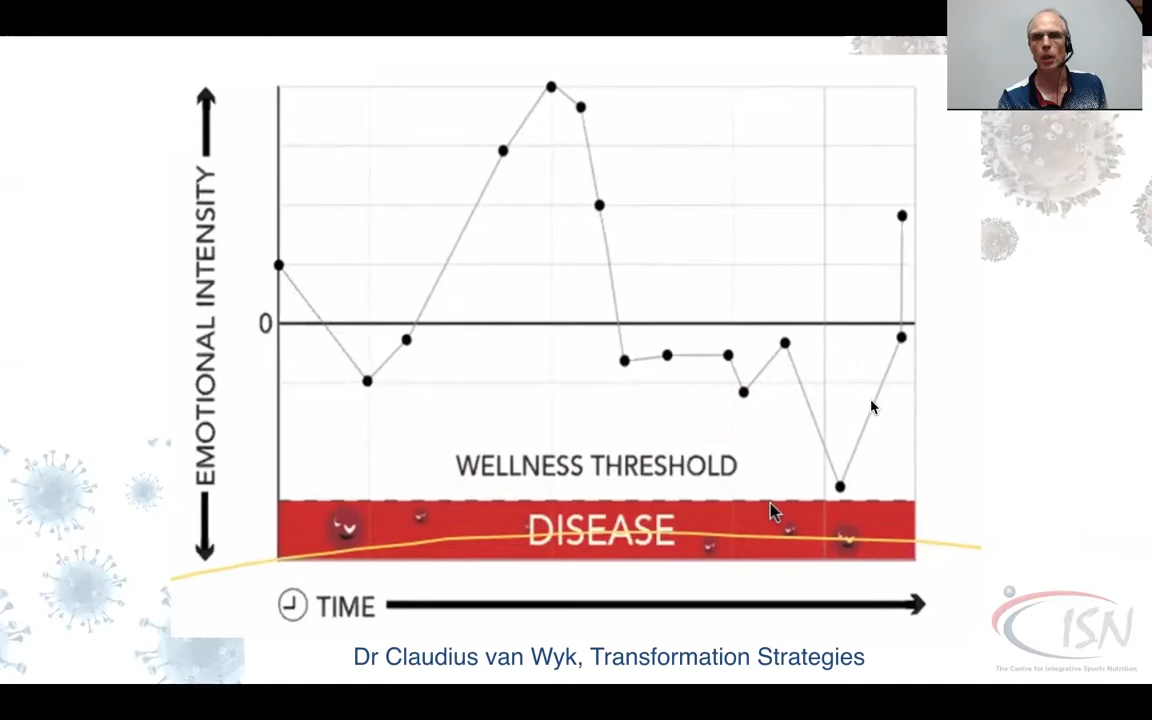 EMOTIONAL INTENSITY
0
WELLNESS THRESHOLD
DISEASE
TIME
Dr Claudius van Wyk, Transformation Strategies
CISN
The Centre for Integrative Sports Nutrition